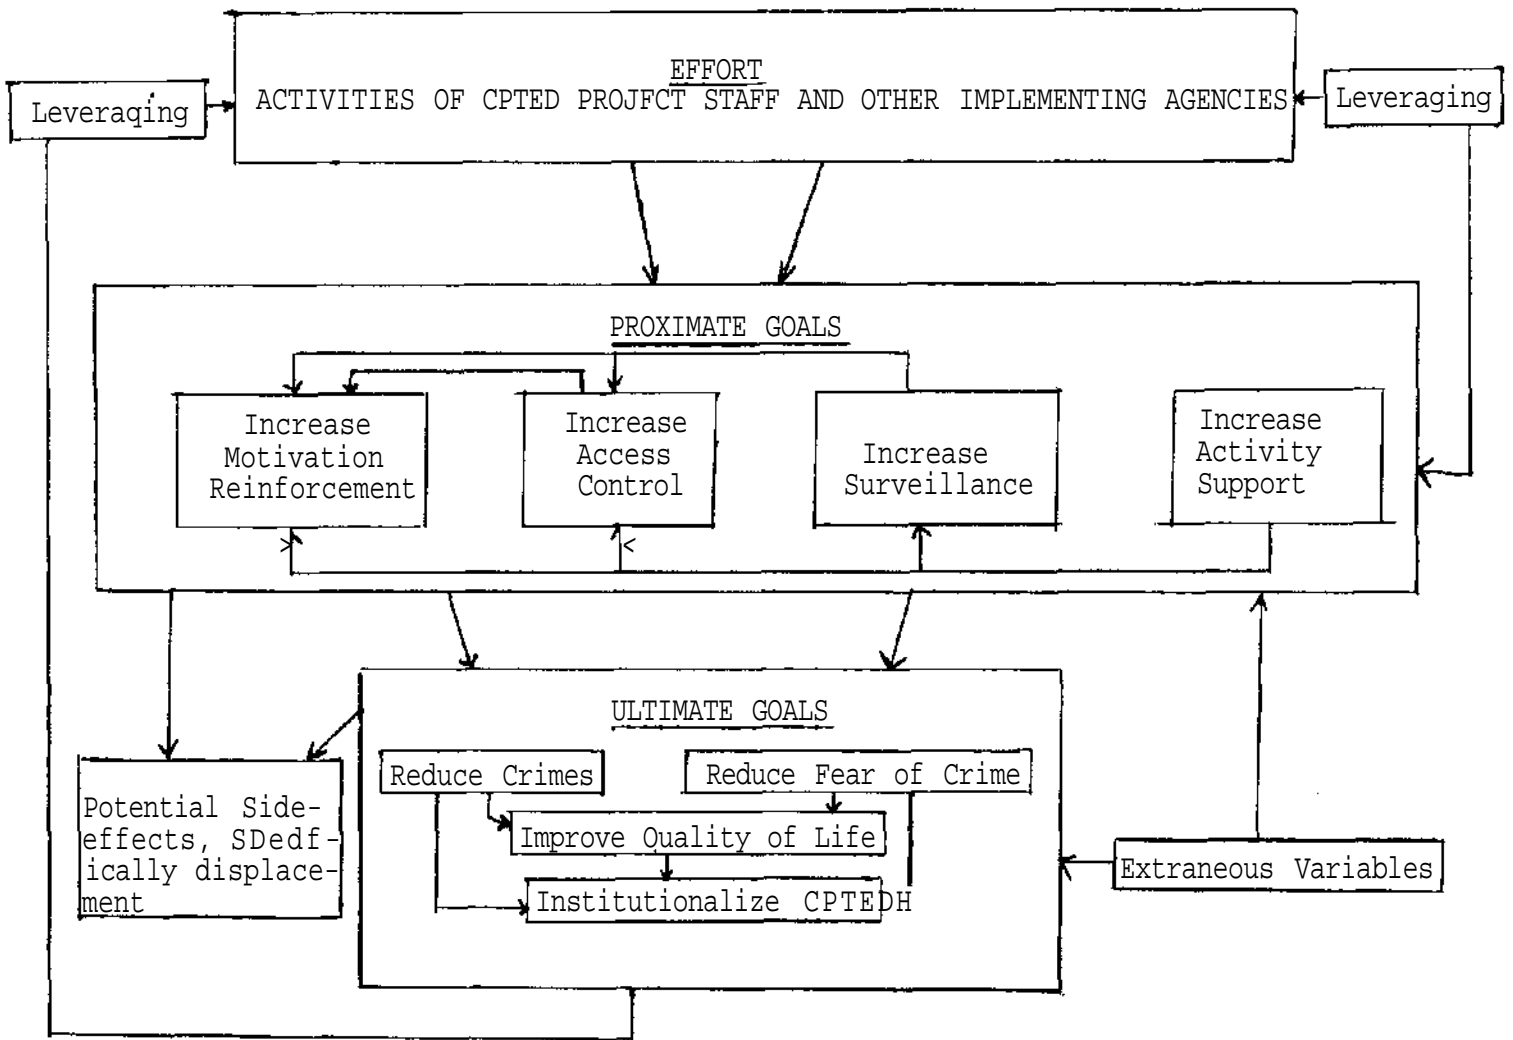 EFFORT
ACTIVITIES OF CPTED PROJFCT STAFF AND OTHER IMPLEMENTING AGENCIES
Leveraqing
Leveraging
PROXIMATE GOALS
Increase
Motivation
Reinforcement
Increase
Access
Control
Increase
Surveillance
Increase
Activity
Support
ULTIMATE GOALS
Reduce Crimes
Reduce Fear of Crime
Improve Quality of Life
Institutionalize CPTEDH
Potential Side-
effects, SDedf-
ically displace-
ment
Extraneous Variables